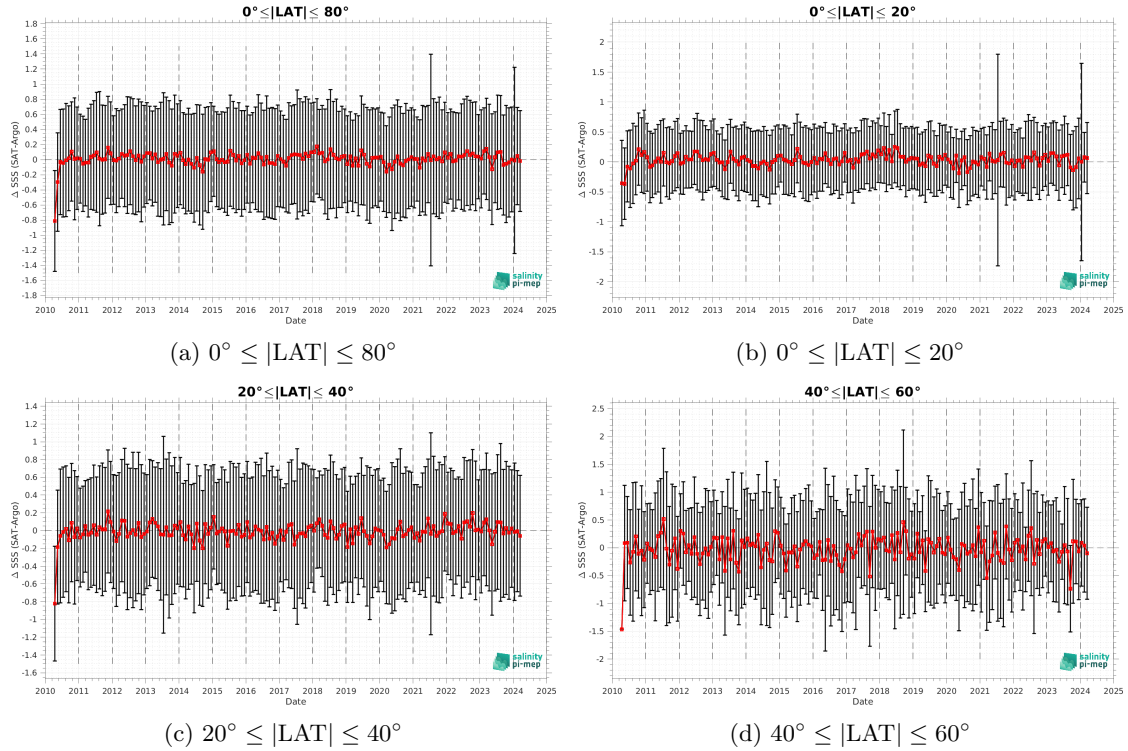 0°≤|LAT|≤ 80°
Δ SSS (SAT-Argo)
1.8
1.6
1.4
1.2
1
0.8
0.6
0.4
0.2
0
-0.2
-0.4
-0.6
-0.8
-1
-1.2
-1.4
-1.6
-1.8
salinity
pi-mep
2010 2011 2012 2013 2014 2015 2016 2017 2018 2019 2020 2021 2022 2023 2024 2025
Date
(a) 0° ≤ |LAT| ≤ 80°
0°≤|LAT|≤ 20°
Δ SSS (SAT-Argo)
2
1.5
1
0.5
0
-0.5
-1
-1.5
-2
salinity
pi-mep
2010 2011 2012 2013 2014 2015 2016 2017 2018 2019 2020 2021 2022 2023 2024 2025
Date
(b) 0° ≤ |LAT| ≤ 20°
20°≤|LAT|≤ 40°
Δ SSS (SAT-Argo)
1.4
1.2
1
0.8
0.6
0.4
0.2
0
-0.2
-0.4
-0.6
-0.8
-1
-1.2
-1.4
-1.6
salinity
pi-mep
2010 2011 2012 2013 2014 2015 2016 2017 2018 2019 2020 2021 2022 2023 2024 2025
Date
(c) 20° ≤ |LAT| ≤ 40°
40°≤|LAT|≤ 60°
Δ SSS (SAT-Argo)
2.5
2
1.5
1
0.5
0
-0.5
-1
-1.5
-2
salinity
pi-mep
2010 2011 2012 2013 2014 2015 2016 2017 2018 2019 2020 2021 2022 2023 2024 2025
Date
(d) 40° ≤ |LAT| ≤ 60°